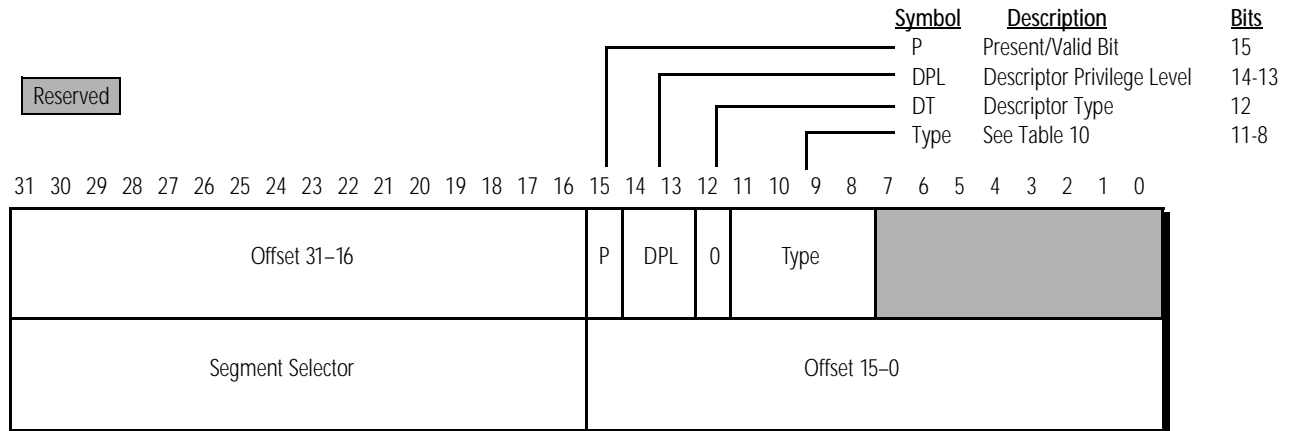 Symbol Description Bits
P Present/Valid Bit 15
DPL Descriptor Privilege Level 14-13
DT Descriptor Type 12
Type See Table 10 11-8
Reserved
31 30 29 28 27 26 25 24 23 22 21 20 19 18 17 16 15 14 13 12 11 10 9 8 7 6 5 4 3 2 1 0
Offset 31–16 P DPL 0 Type
Segment Selector Offset 15–0